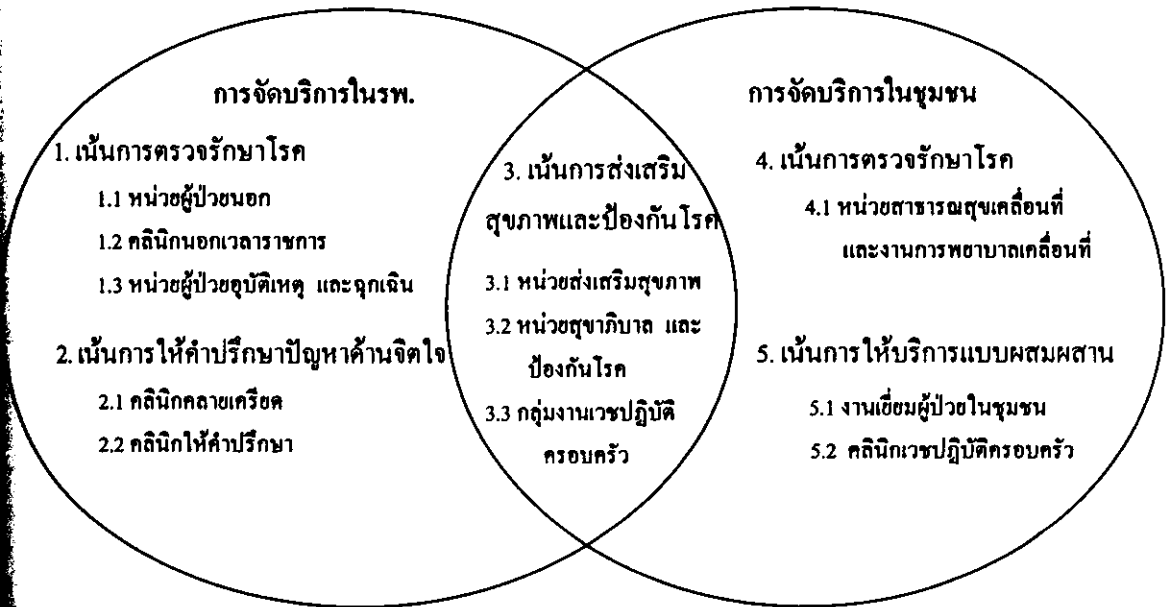 การจัดบริการในรพ.
1. เน้นการตรวจรักษาโรค
1.1 หน่วยผู้ป่วยนอก
1.2 คลินิกนอกเวลาราชการ
1.3 หน่วยผู้ป่วยอุบัติเหตุ และฉุกเฉิน
2. เน้นการให้คำปรึกษาปัญหาด้านจิตใจ
2.1 คลินิกคลายเครียด
2.2 คลินิกให้คำปรึกษา
3. เน้นการส่งเสริม
สุขภาพและป้องกันโรค
3.1 หน่วยส่งเสริมสุขภาพ
3.2 หน่วยสุขาภิบาล และ
ป้องกันโรค
3.3 กลุ่มงานเวชปฏิบัติ
ครอบครัว
การจัดบริการในชุมชน
4. เน้นการตรวจรักษาโรค
4.1 หน่วยสาธารณสุขเคลื่อนที่
และงานการพยาบาลเคลื่อนที่
5. เน้นการให้บริการแบบผสมผสาน
5.1 งานเยี่ยมผู้ป่วยในชุมชน
5.2 คลินิกเวชปฏิบัติครอบครัว